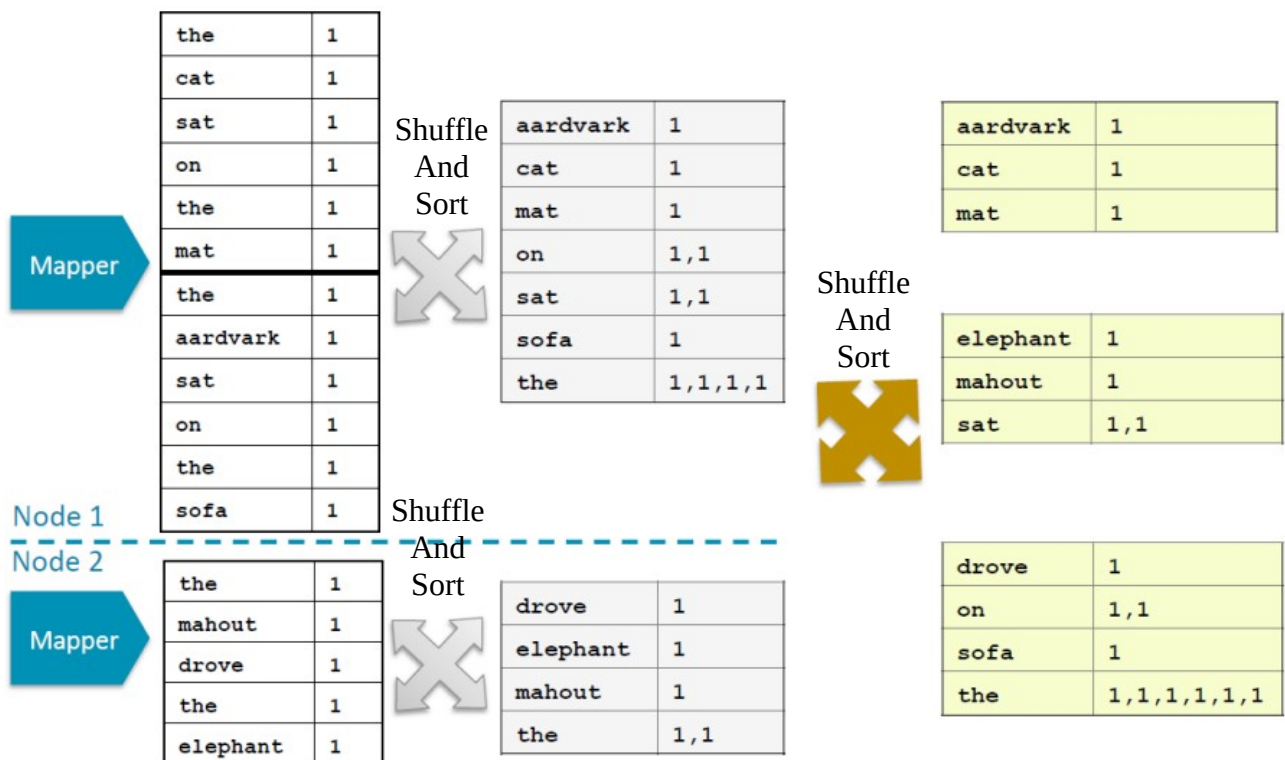 the 1
cat 1
sat 1
on 1
the 1
mat 1
the 1
aardvark 1
sat 1
on 1
the 1
sofa 1
Mapper
Node 1
Shuffle
And
Sort
aardvark 1
cat 1
mat 1
on 1,1
sat 1,1
sofa 1
the 1,1,1,1
Node 2
Mapper
the 1
mahout 1
drove 1
the 1
elephant 1
Shuffle
And
Sort
drove 1
elephant 1
mahout 1
the 1,1
Shuffle
And
Sort
aardvark 1
cat 1
mat 1
elephant 1
mahout 1
sat 1,1
drove 1
on 1,1
sofa 1
the 1,1,1,1,1,1